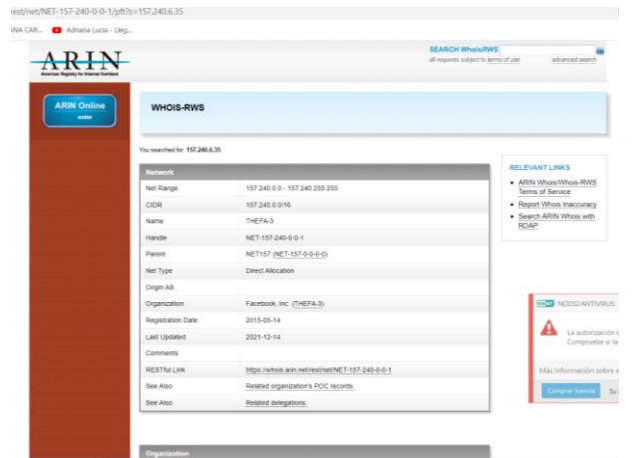 rest/net/NET-157-240-0-0-1/pft?s=157.240.6.35
NA CAR... Adriana Lucia - Lleg...
ARIN
American Registry for Internet Numbers
SEARCH WhoisRWS
all requests subject to terms of use advanced search
ARIN Online
enter
WHOIS-RWS
You searched for: 157.240.6.35
Network
Net Range 157.240.0.0 - 157.240.255.255
CIDR 157.240.0.0/16
Name THEFA-3
Handle NET-157-240-0-0-1
Parent NET157 (NET-157-0-0-0-0)
Net Type Direct Allocation
Origin AS
Organization Facebook, Inc. (THEFA-3)
Registration Date 2015-05-14
Last Updated 2021-12-14
Comments
RESTful Link https://whois.arin.net/rest/net/NET-157-240-0-0-1
See Also Related organization's POC records.
See Also Related delegations.
Organization
RELEVANT LINKS
ARIN Whois/Whois-RWS
Terms of Service
Report Whois Inaccuracy
Search ARIN Whois with
RDAP
eset NOD32 ANTIVIRUS
La autorización
Compruebe si la
Más información sobre e
Comprar licencia Su